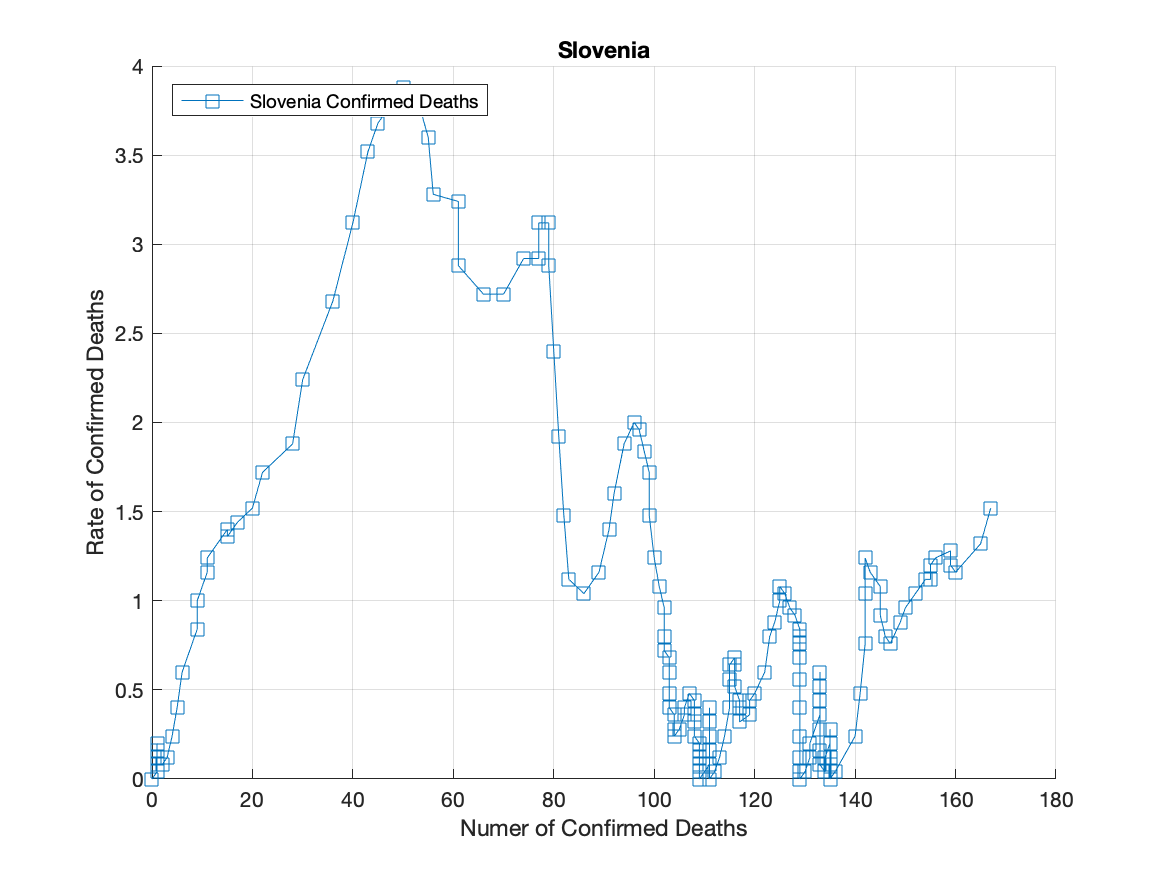 Slovenia
Slovenia Confirmed Deaths
4
3.5
3
2.5
2
1.5
1
0.5
0
Rate of Confirmed Deaths
0 20 40 60 80 100 120 140 160 180
Numer of Confirmed Deaths